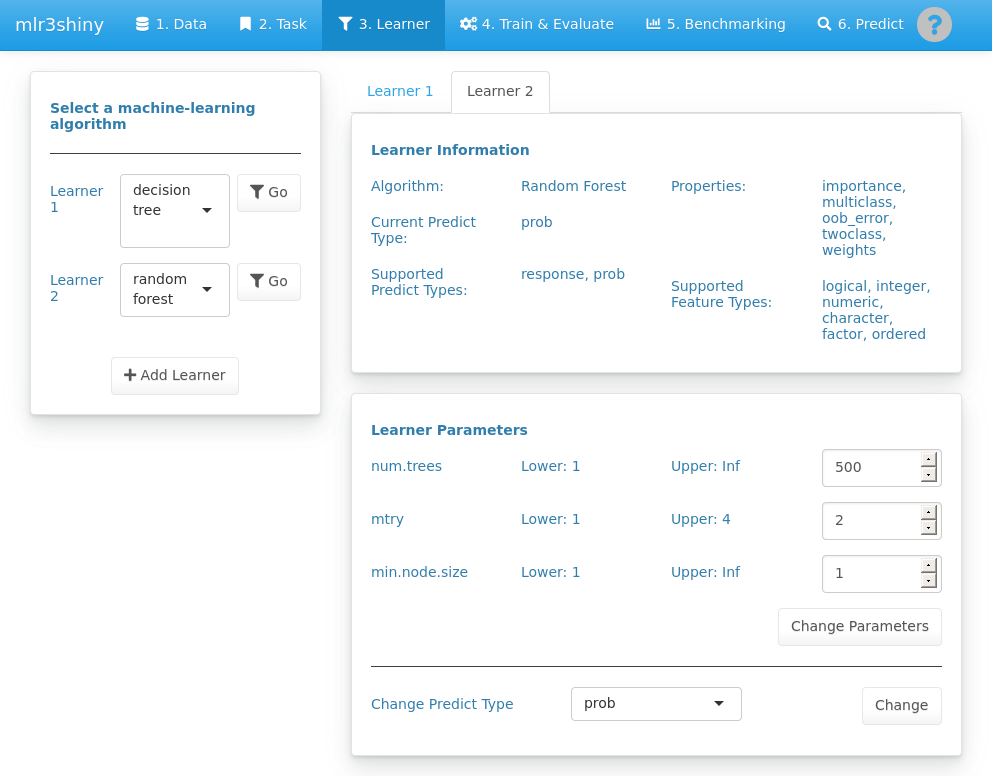 mlr3shiny 1. Data 2. Task 3. Learner 4. Train & Evaluate 5. Benchmarking 6. Predict ?
Select a machine-learning
algorithm
Learner
1
decision
tree
Go
Learner
2
random
forest
Go
Add Learner
Learner 1 Learner 2
Learner Information
Algorithm: Random Forest
Current Predict
Type:
prob
Supported
Predict Types:
response, prob
Properties:
importance,
multiclass,
oob_error,
twoclass,
weights
Supported
Feature Types:
logical, integer,
numeric,
character,
factor, ordered
Learner Parameters
num.trees Lower: 1 Upper: Inf 500
mtry Lower: 1 Upper: 4 2
min.node.size Lower: 1 Upper: Inf 1
Change Parameters
Change Predict Type prob Change